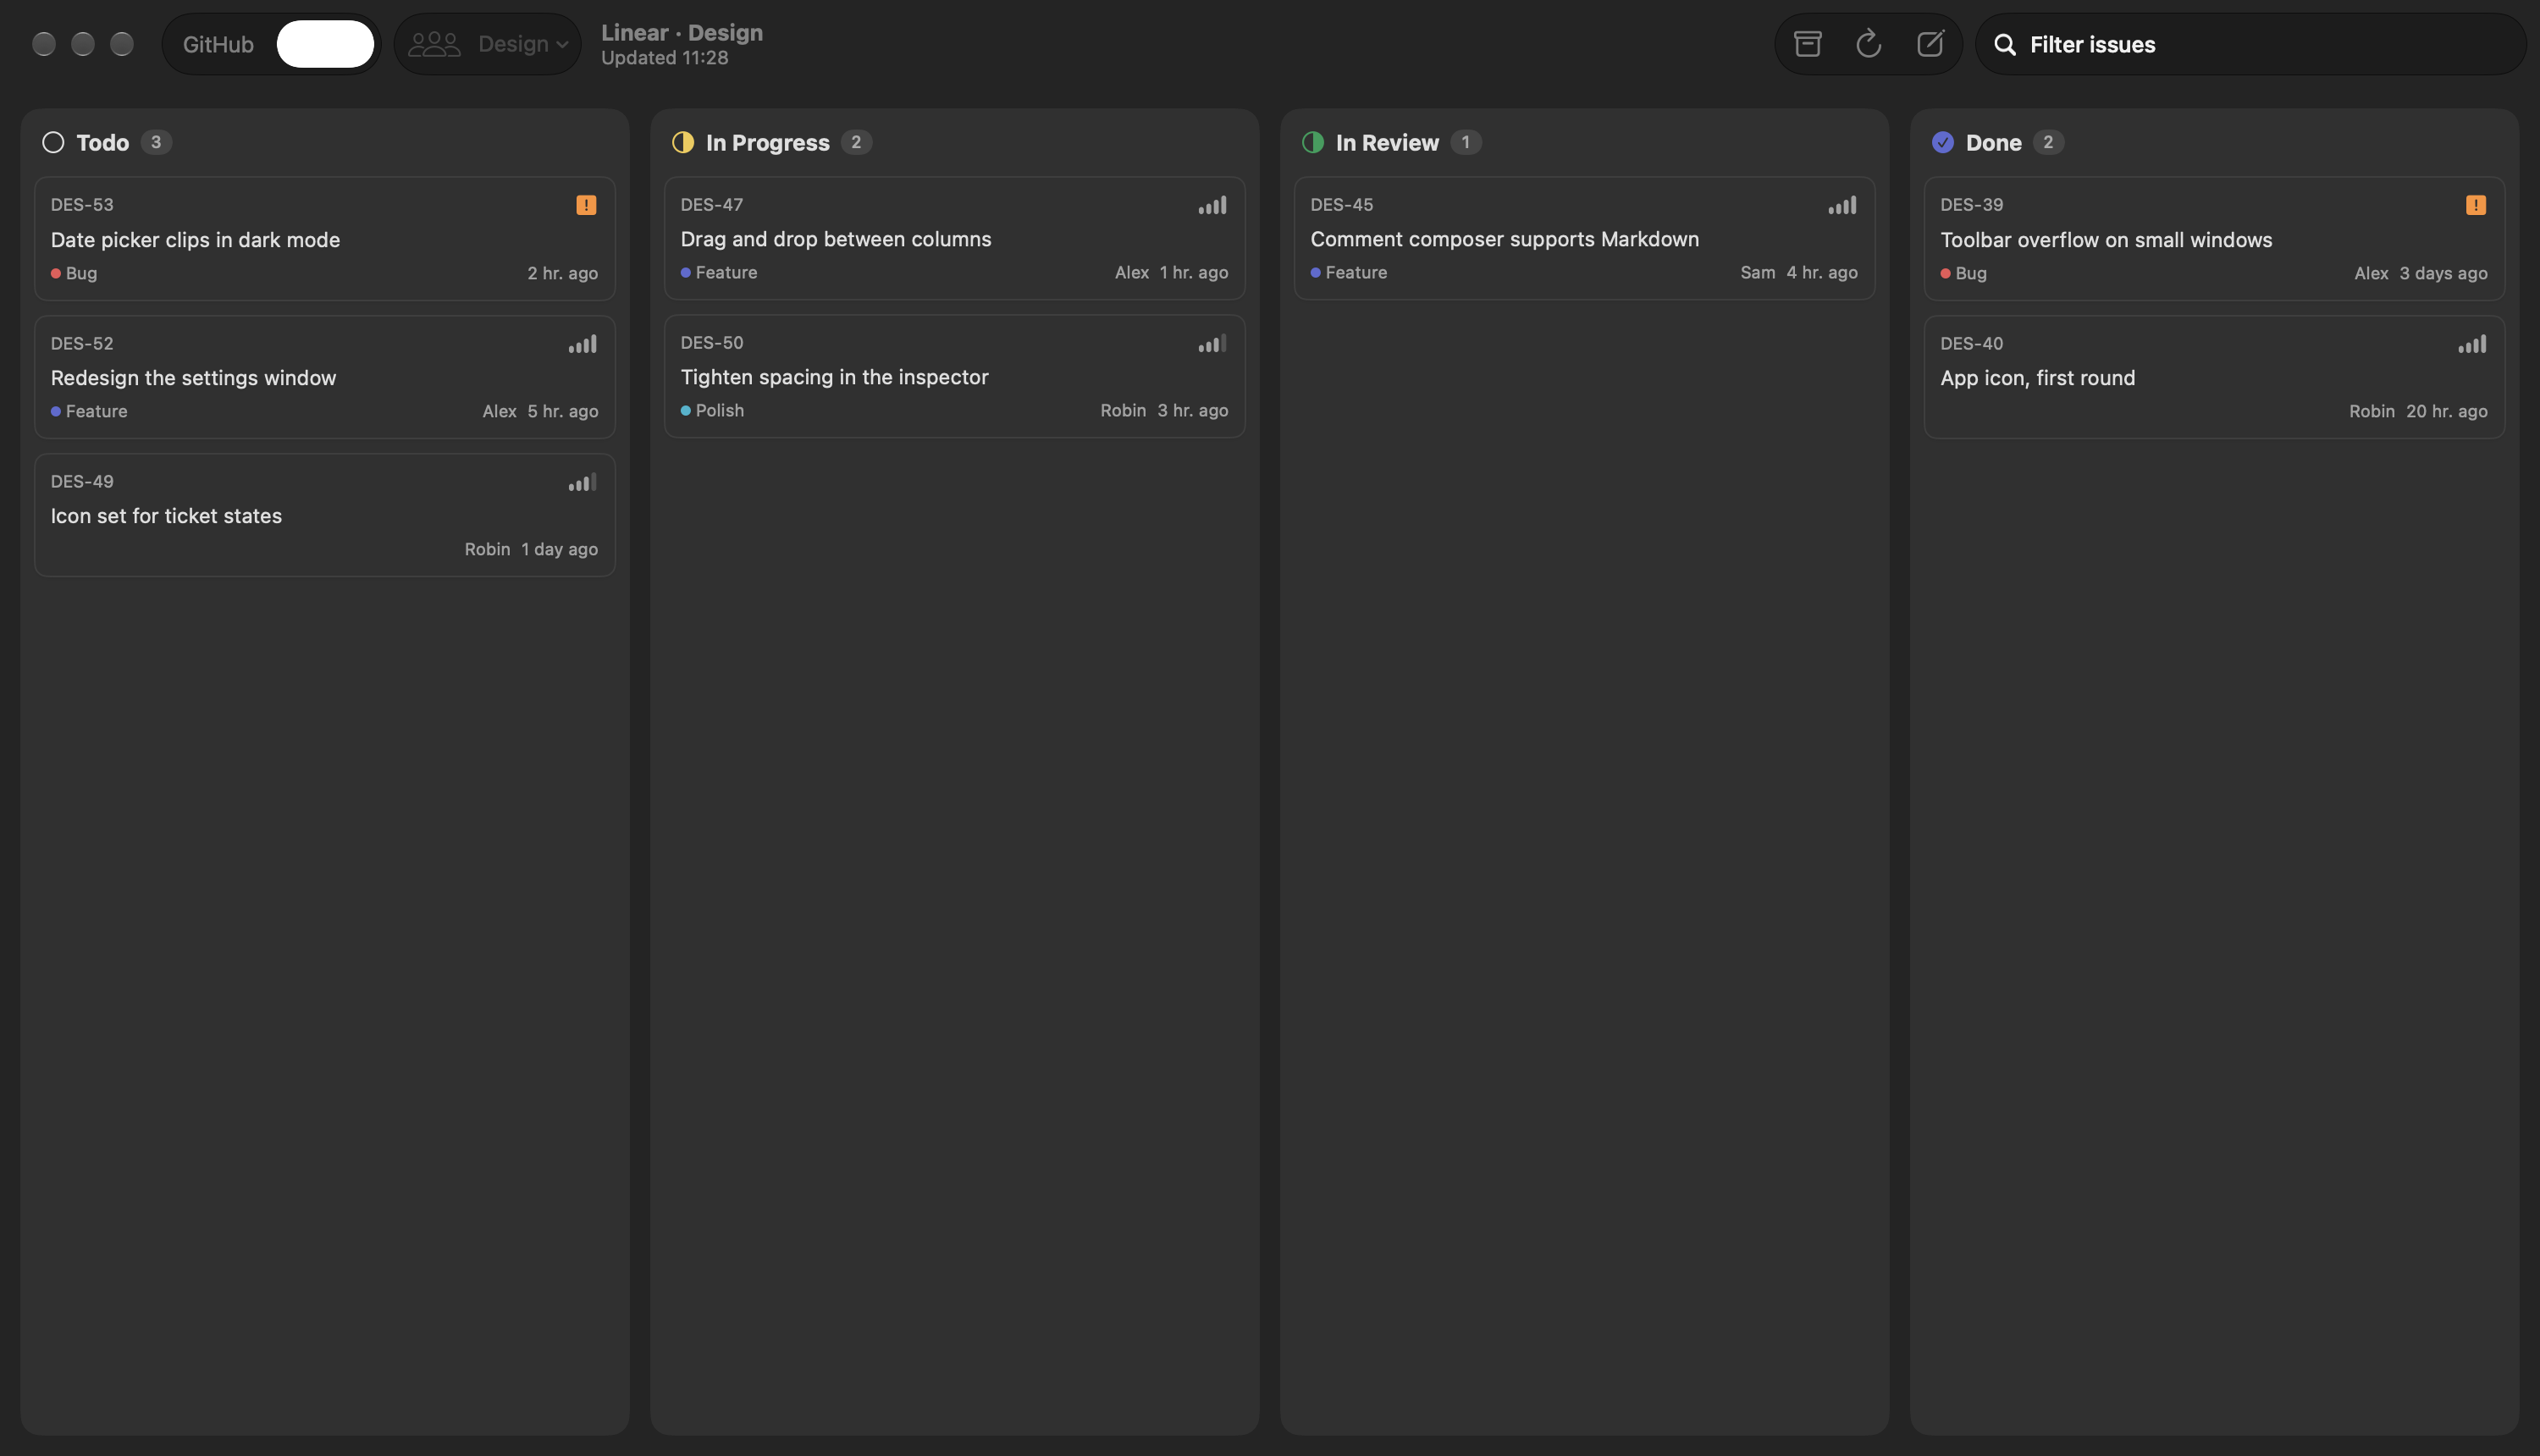 GitHub
Design
Linear · Design
Updated 11:28
Filter issues
Todo 3
DES-53
Date picker clips in dark mode
Bug 2 hr. ago
DES-52
Redesign the settings window
Feature Alex 5 hr. ago
DES-49
Icon set for ticket states
Robin 1 day ago
In Progress 2
DES-47
Drag and drop between columns
Feature Alex 1 hr. ago
DES-50
Tighten spacing in the inspector
Polish Robin 3 hr. ago
In Review 1
DES-45
Comment composer supports Markdown
Feature Sam 4 hr. ago
Done 2
DES-39
Toolbar overflow on small windows
Bug Alex 3 days ago
DES-40
App icon, first round
Robin 20 hr. ago